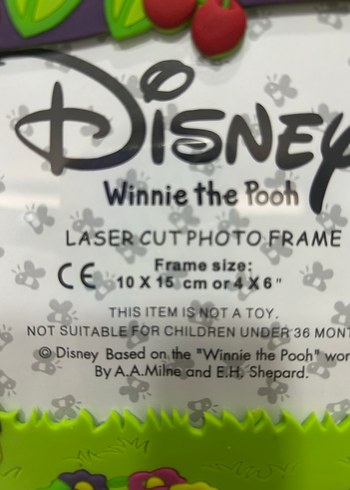 Disney
Winnie the Pooh
LASER CUT PHOTO FRAME
CE Frame size:
10 X 15 cm or 4 X 6"
THIS ITEM IS NOT A TOY.
NOT SUITABLE FOR CHILDREN UNDER 36 MONT
© Disney Based on the "Winnie the Pooh" wor
By A.A.Milne and E.H. Shepard.